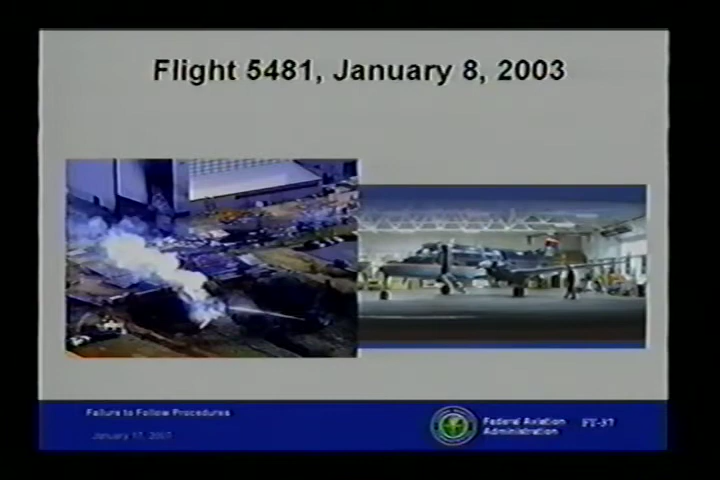 Flight 5481, January 8, 2003
Failure to Follow Procedures
January 17, 2007
Federal Aviation
Administration
FT-37